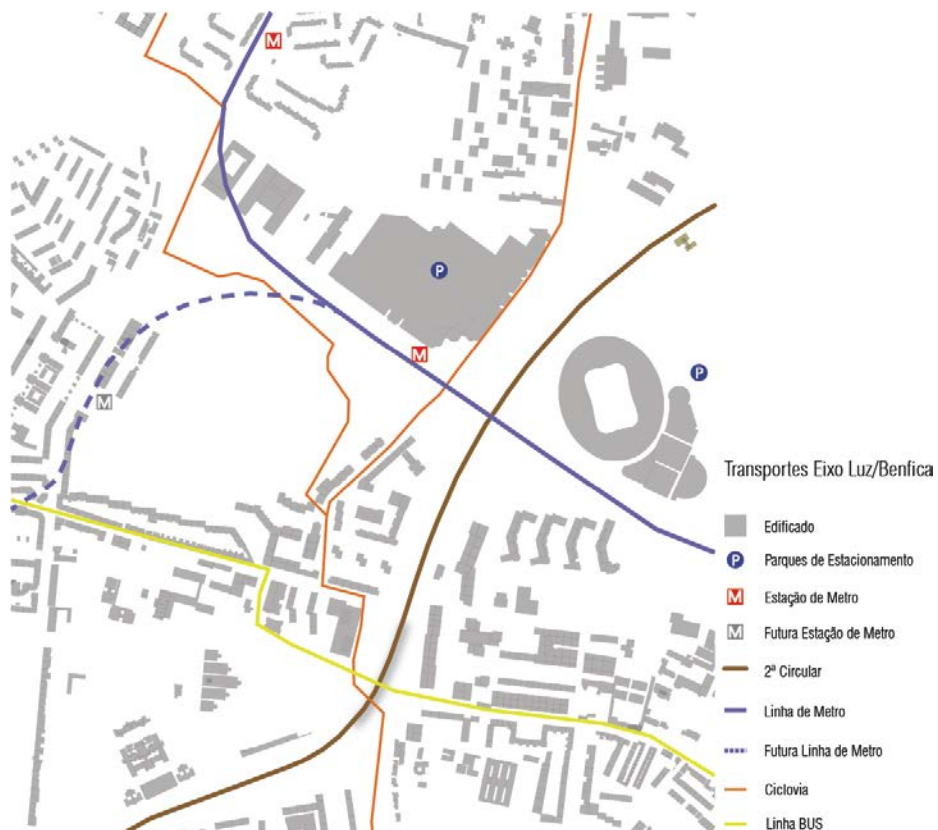 M
P
M
P
M
Transportes Eixo Luz/Benfica
Edificado
P Parques de Estacionamento
M Estação de Metro
M Futura Estação de Metro
2ª Circular
Linha de Metro
Futura Linha de Metro
Ciclovia
Linha BUS